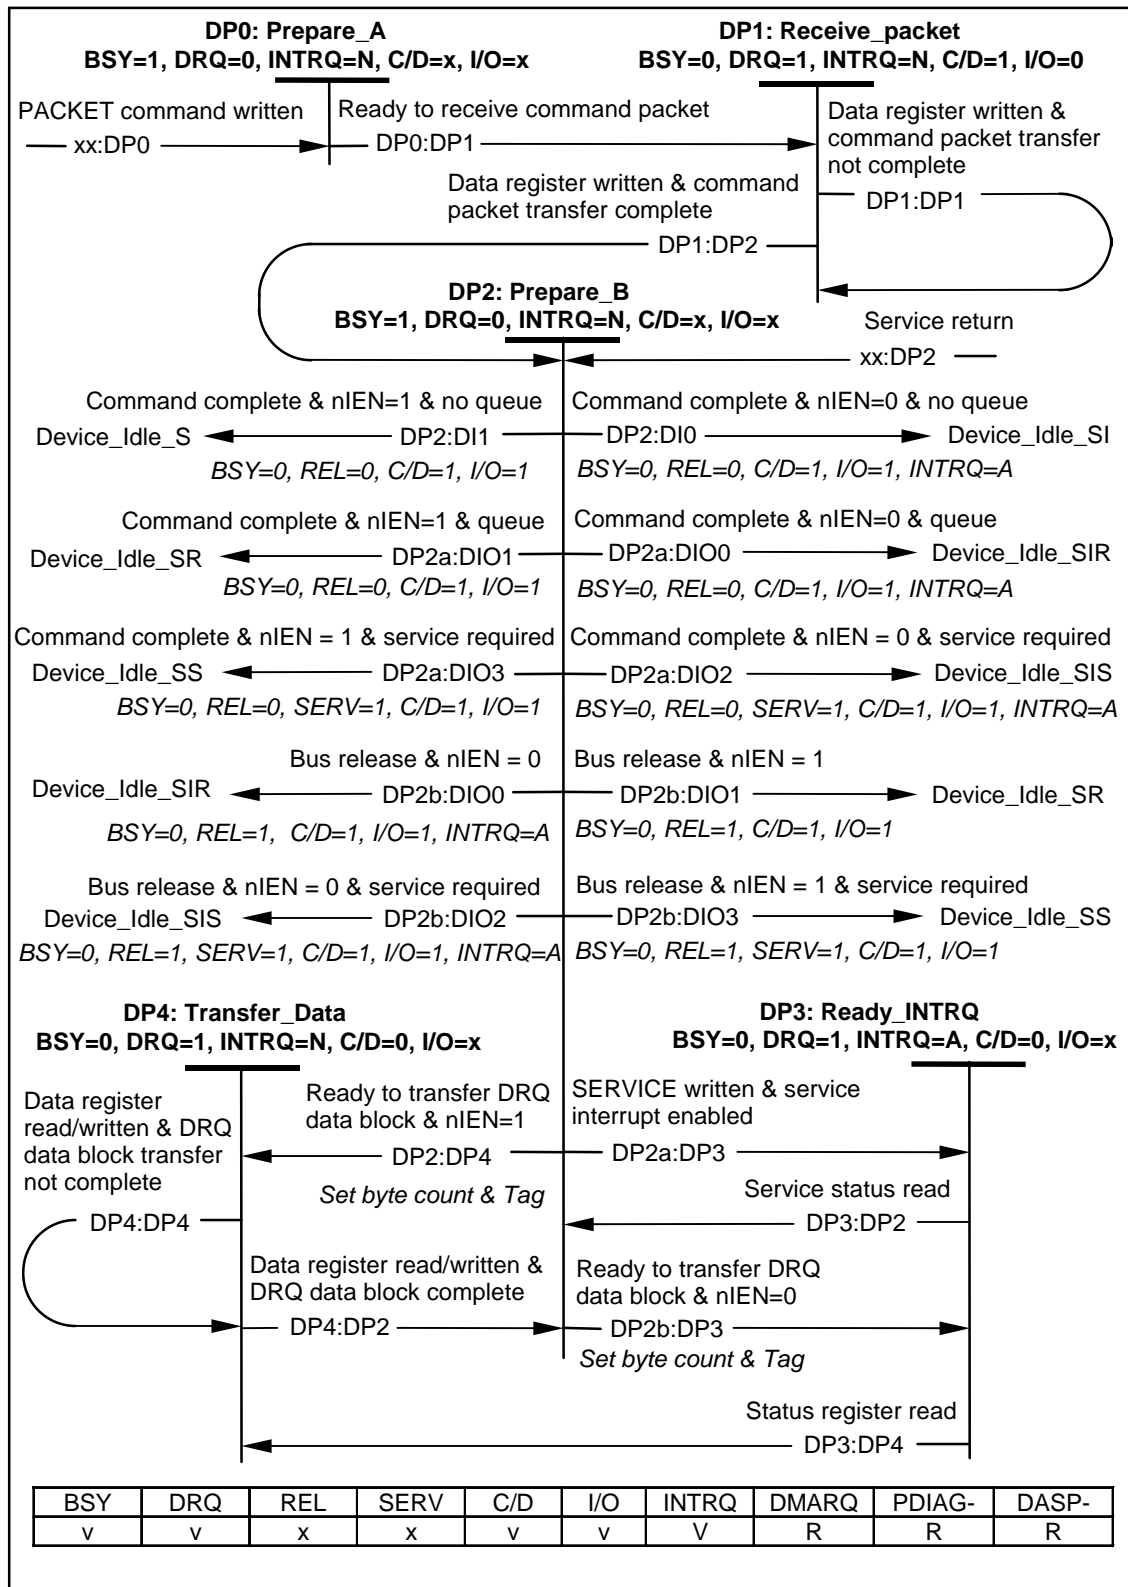 DP0: Prepare_A
BSY=1, DRQ=0, INTRQ=N, C/D=x, I/O=x
DP1: Receive_packet
BSY=0, DRQ=1, INTRQ=N, C/D=1, I/O=0
PACKET command written
xx:DP0
Ready to receive command packet
DP0:DP1
Data register written &
command packet transfer
not complete
DP1:DP1
Data register written & command
packet transfer complete
DP1:DP2
DP2: Prepare_B
BSY=1, DRQ=0, INTRQ=N, C/D=x, I/O=x
Service return
xx:DP2
Command complete & nIEN=1 & no queue
Device_Idle_S
DP2:DI1
BSY=0, REL=0, C/D=1, I/O=1
Command complete & nIEN=0 & no queue
DP2:DI0
Device_Idle_SI
BSY=0, REL=0, C/D=1, I/O=1, INTRQ=A
Command complete & nIEN=1 & queue
Device_Idle_SR
DP2a:DIO1
BSY=0, REL=0, C/D=1, I/O=1
Command complete & nIEN=0 & queue
DP2a:DIO0
Device_Idle_SIR
BSY=0, REL=0, C/D=1, I/O=1, INTRQ=A
Command complete & nIEN = 1 & service required
Device_Idle_SS
DP2a:DIO3
BSY=0, REL=0, SERV=1, C/D=1, I/O=1
Command complete & nIEN = 0 & service required
DP2a:DIO2
Device_Idle_SIS
BSY=0, REL=0, SERV=1, C/D=1, I/O=1, INTRQ=A
Bus release & nIEN = 0
Device_Idle_SIR
DP2b:DIO0
BSY=0, REL=1, C/D=1, I/O=1, INTRQ=A
Bus release & nIEN = 1
DP2b:DIO1
Device_Idle_SR
BSY=0, REL=1, C/D=1, I/O=1
Bus release & nIEN = 0 & service required
Device_Idle_SIS
DP2b:DIO2
BSY=0, REL=1, SERV=1, C/D=1, I/O=1, INTRQ=A
Bus release & nIEN = 1 & service required
DP2b:DIO3
Device_Idle_SS
BSY=0, REL=1, SERV=1, C/D=1, I/O=1
DP4: Transfer_Data
BSY=0, DRQ=1, INTRQ=N, C/D=0, I/O=x
DP3: Ready_INTRQ
BSY=0, DRQ=1, INTRQ=A, C/D=0, I/O=x
Data register
read/written & DRQ
data block transfer
not complete
DP4:DP4
Ready to transfer DRQ
data block & nIEN=1
DP2:DP4
Set byte count & Tag
SERVICE written & service
interrupt enabled
DP2a:DP3
Service status read
DP3:DP2
Data register read/written &
DRQ data block complete
DP4:DP2
Ready to transfer DRQ
data block & nIEN=0
DP2b:DP3
Set byte count & Tag
Status register read
DP3:DP4
BSY DRQ REL SERV C/D I/O INTRQ DMARQ PDIAG- DASP-
v v x x v v V R R R